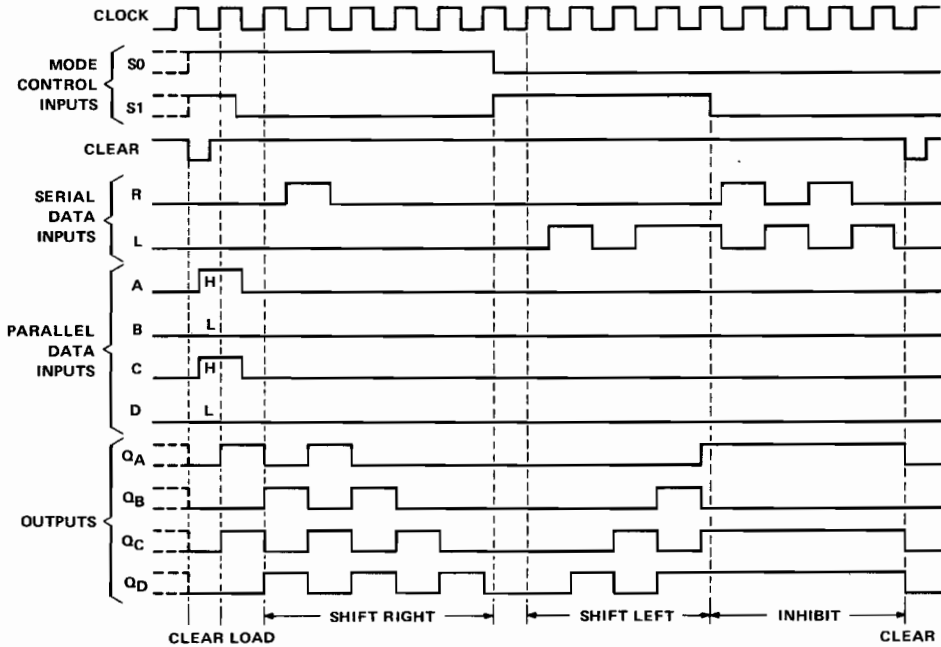 CLOCK
MODE
CONTROL
INPUTS
S0
S1
CLEAR
SERIAL
DATA
INPUTS
R
L
PARALLEL
DATA
INPUTS
A
H
B
L
C
H
D
L
OUTPUTS
QA
QB
QC
QD
SHIFT RIGHT
SHIFT LEFT
INHIBIT
CLEAR LOAD
CLEAR